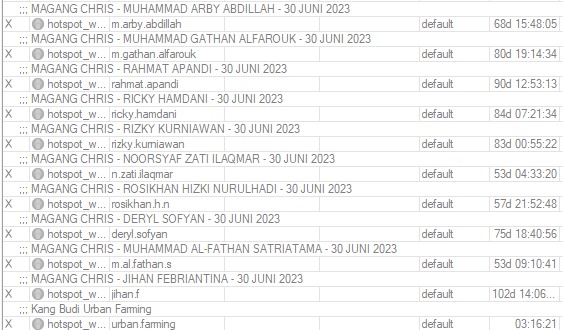 ;;; MAGANG CHRIS - MUHAMMAD ARBY ABDILLAH - 30 JUNI 2023
X hotspot_w... m.arby.abdillah default 68d 15:48:05
;;; MAGANG CHRIS - MUHAMMAD GATHAN ALFAROUK - 30 JUNI 2023
X hotspot_w... m.gathan.alfarouk default 80d 19:14:34
;;; MAGANG CHRIS - RAHMAT APANDI - 30 JUNI 2023
X hotspot_w... rahmat.apandi default 90d 12:53:13
;;; MAGANG CHRIS - RICKY HAMDANI - 30 JUNI 2023
X hotspot_w... ricky.hamdani default 84d 07:21:34
;;; MAGANG CHRIS - RIZKY KURNIAWAN - 30 JUNI 2023
X hotspot_w... rizky.kurniawan default 83d 00:55:22
;;; MAGANG CHRIS - NOORSYAF ZATI ILAQMAR - 30 JUNI 2023
X hotspot_w... n.zati.ilaqmar default 53d 04:33:20
;;; MAGANG CHRIS - ROSIKHAN HIZKI NURULHADI - 30 JUNI 2023
X hotspot_w... rosikhan.h.n default 57d 21:52:48
;;; MAGANG CHRIS - DERYL SOFYAN - 30 JUNI 2023
X hotspot_w... deryl.sofyan default 75d 18:40:56
;;; MAGANG CHRIS - MUHAMMAD AL-FATHAN SATRIATAMA - 30 JUNI 2023
X hotspot_w... m.al.fathan.s default 53d 09:10:41
;;; MAGANG CHRIS - JIHAN FEBRIANTINA - 30 JUNI 2023
X hotspot_w... jihan.f default 102d 14:06...
;;; Kang Budi Urban Farming
X hotspot_w... urban.farming default 03:16:21